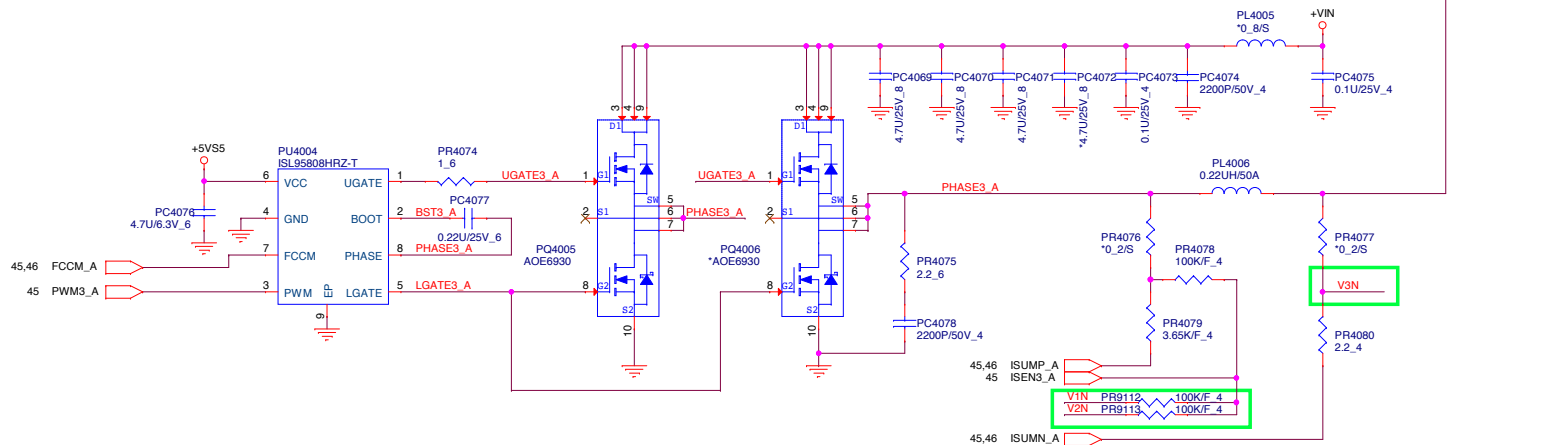 PL4005
*0_8/S
+VIN
PC4069
4.7U/25V_8
PC4070
4.7U/25V_8
PC4071
4.7U/25V_8
PC4072
*4.7U/25V_8
PC4073
0.1U/25V_4
PC4074
2200P/50V_4
PC4075
0.1U/25V_4
3 4 9
D1
3 4 9
D1
+5VS5
PU4004
ISL95808HRZ-T
PR4074
1_6
6 VCC UGATE 1
UGATE3_A 1 G1
UGATE3_A 1 G1
PC4076
4.7U/6.3V_6
4 GND BOOT 2
BST3_A
PC4077
0.22U/25V_6
7 FCCM PHASE 8
PHASE3_A
3 PWM LGATE 5
LGATE3_A
EP
9
45,46 FCCM_A
45 PWM3_A
2 S1
SW 5
6
7
PHASE3_A
PQ4005
AOE6930
8 G2
S2
10
2 S1
SW 5
6
7
PQ4006
*AOE6930
8 G2
S2
10
PHASE3_A
PL4006
0.22UH/50A
PR4075
2.2_6
PC4078
2200P/50V_4
PR4076
*0_2/S
PR4078
100K/F_4
PR4077
*0_2/S
V3N
PR4079
3.65K/F_4
PR4080
2.2_4
45,46 ISUMP_A
45 ISEN3_A
V1N PR9112 100K/F_4
V2N PR9113 100K/F_4
45,46 ISUMN_A